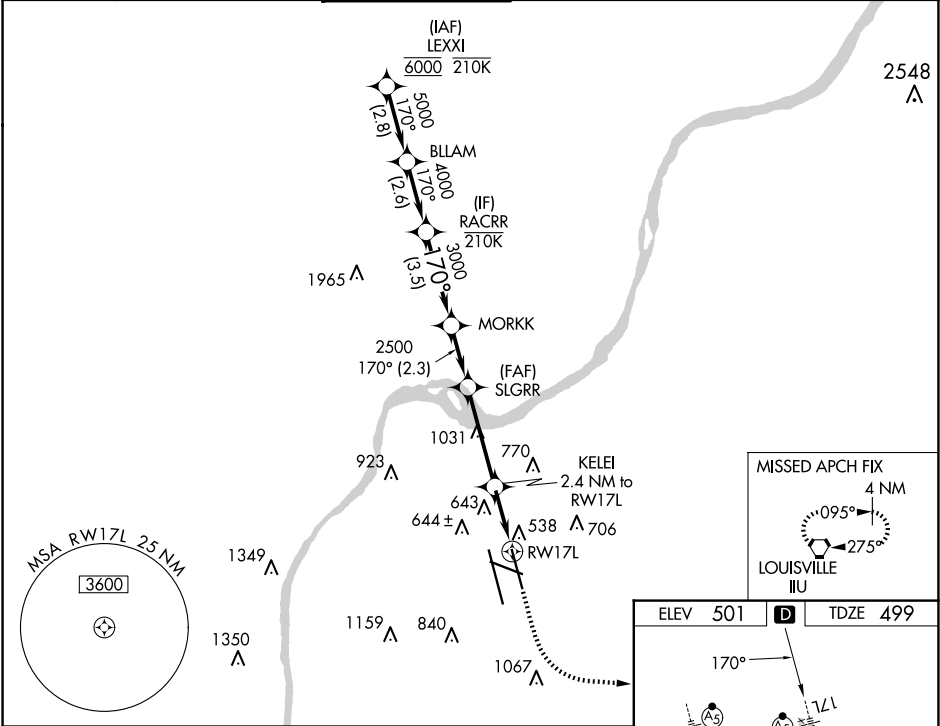 (IAF)
LEXXI
6000 210K
2548
5000
170°
(2.8)
BLLAM
4000
170°
(2.6)
(IF)
RACRR
210K
3000
170°
(3.5)
1965
MORKK
2500
170° (2.3)
(FAF)
SLGRR
1031
770
923
KELEI
2.4 NM to
RW17L
643
644 ±
538
706
RW17L
MISSED APCH FIX
4 NM
095°
275°
LOUISVILLE
IIU
MSA RW17L 25 NM
3600
1349
1350
1159
840
1067
ELEV 501 D TDZE 499
170°
17L
A5
A5